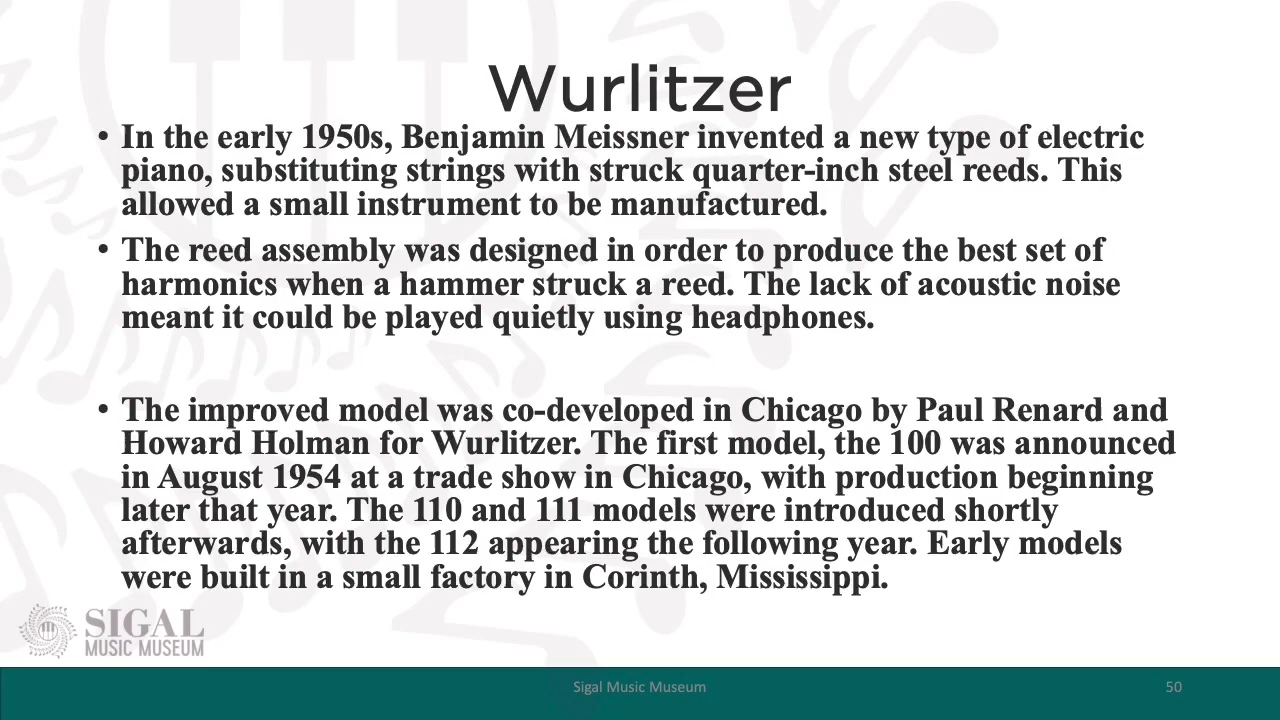 Wurlitzer
• In the early 1950s, Benjamin Meissner invented a new type of electric
piano, substituting strings with struck quarter-inch steel reeds. This
allowed a small instrument to be manufactured.
• The reed assembly was designed in order to produce the best set of
harmonics when a hammer struck a reed. The lack of acoustic noise
meant it could be played quietly using headphones.
• The improved model was co-developed in Chicago by Paul Renard and
Howard Holman for Wurlitzer. The first model, the 100 was announced
in August 1954 at a trade show in Chicago, with production beginning
later that year. The 110 and 111 models were introduced shortly
afterwards, with the 112 appearing the following year. Early models
were built in a small factory in Corinth, Mississippi.
SIGAL
MUSIC MUSEUM
Sigal Music Museum
50